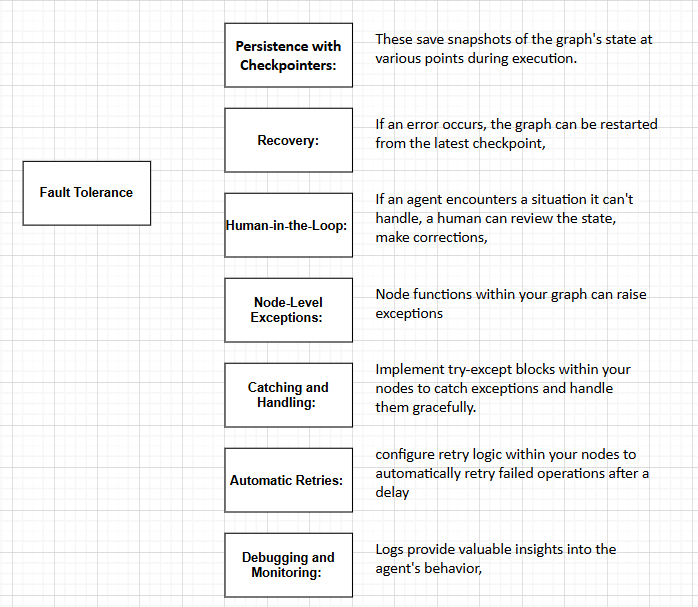 Persistence with
Checkpointers:
These save snapshots of the graph's state at
various points during execution.
Recovery:
If an error occurs, the graph can be restarted
from the latest checkpoint,
Fault Tolerance
Human-in-the-Loop:
If an agent encounters a situation it can't
handle, a human can review the state,
make corrections,
Node-Level
Exceptions:
Node functions within your graph can raise
exceptions
Catching and
Handling:
Implement try-except blocks within your
nodes to catch exceptions and handle
them gracefully.
Automatic Retries:
configure retry logic within your nodes to
automatically retry failed operations after a
delay
Debugging and
Monitoring:
Logs provide valuable insights into the
agent's behavior,